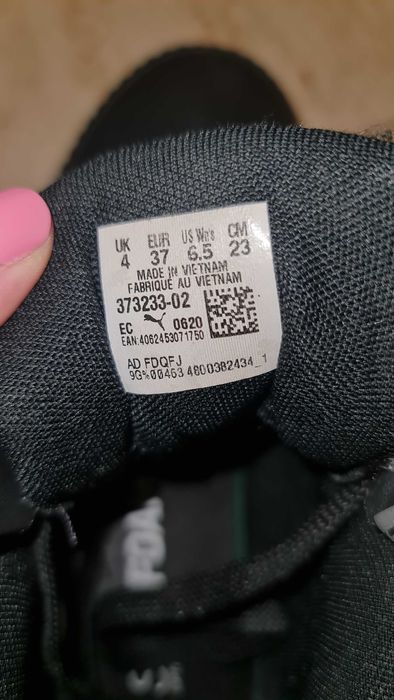 UK EUR US Wn's CM
4 37 6.5 23
MADE IN VIETNAM
FABRIQUÉ AU VIETNAM
373233-02
EC 0620
EAN:4062453071750
AD FDQFJ
9G%00463 4800382434_1